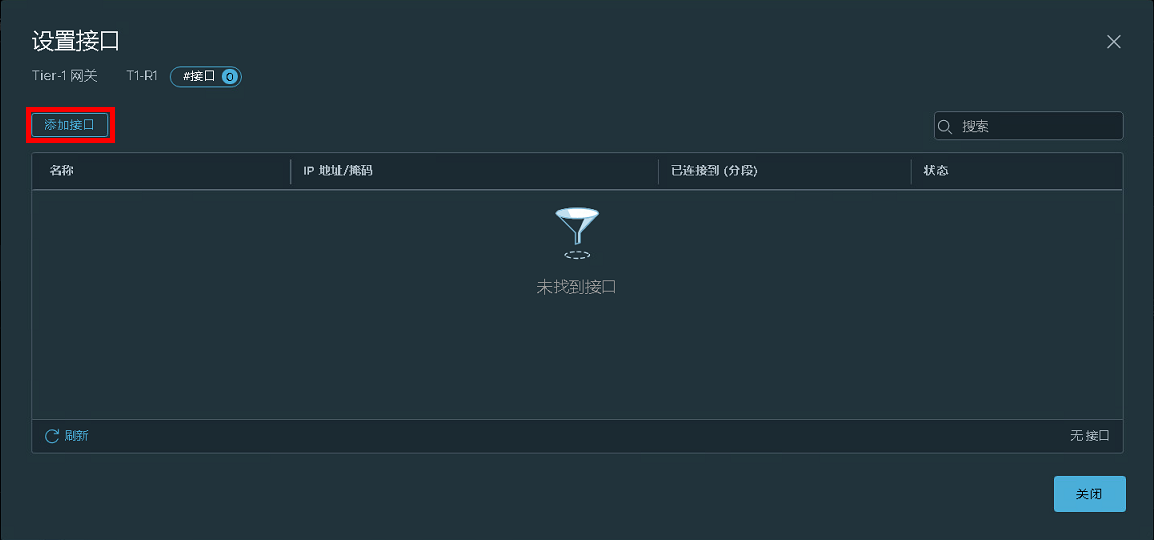 设置接口
Tier-1 网关 T1-R1 #接口 0
添加接口 搜索
名称 IP 地址/掩码 已连接到 (分段) 状态
未找到接口
刷新 无接口
关闭